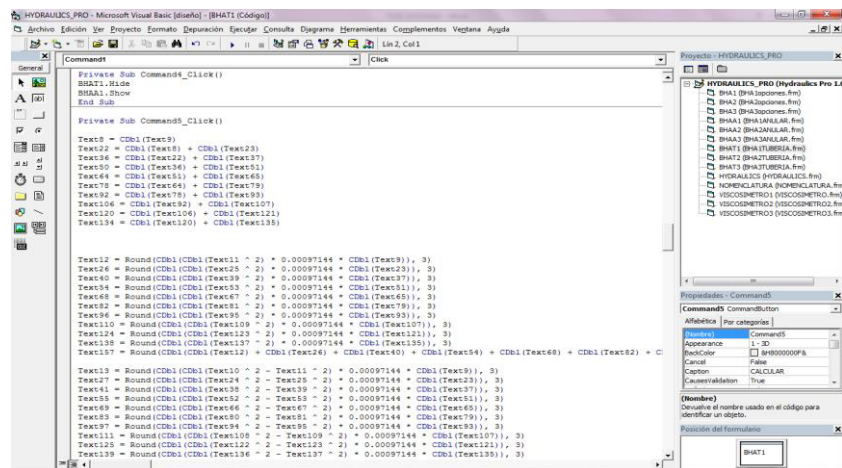 HYDRAULICS_PRO - Microsoft Visual Basic [diseño] - [BHAT1 (Código)]
Archivo Edición Ver Proyecto Formato Depuración Ejecutar Consulta Diagrama Herramientas Complementos Ventana Ayuda
Lin 2, Col 1
General
Command1 Click
Private Sub Command4_Click()
BHAT1.Hide
BHAA1.Show
End Sub
Private Sub Command5_Click()
Text8 = CDbl(Text9)
Text22 = CDbl(Text8) + CDbl(Text23)
Text36 = CDbl(Text22) + CDbl(Text37)
Text50 = CDbl(Text36) + CDbl(Text51)
Text64 = CDbl(Text51) + CDbl(Text65)
Text78 = CDbl(Text64) + CDbl(Text79)
Text92 = CDbl(Text78) + CDbl(Text93)
Text106 = CDbl(Text92) + CDbl(Text107)
Text120 = CDbl(Text106) + CDbl(Text121)
Text134 = CDbl(Text120) + CDbl(Text135)
Text12 = Round(CDbl(CDbl(Text11 ^ 2) * 0.00097144 * CDbl(Text9)), 3)
Text26 = Round(CDbl(CDbl(Text25 ^ 2) * 0.00097144 * CDbl(Text23)), 3)
Text40 = Round(CDbl(CDbl(Text39 ^ 2) * 0.00097144 * CDbl(Text37)), 3)
Text54 = Round(CDbl(CDbl(Text53 ^ 2) * 0.00097144 * CDbl(Text51)), 3)
Text68 = Round(CDbl(CDbl(Text67 ^ 2) * 0.00097144 * CDbl(Text65)), 3)
Text82 = Round(CDbl(CDbl(Text81 ^ 2) * 0.00097144 * CDbl(Text79)), 3)
Text96 = Round(CDbl(CDbl(Text95 ^ 2) * 0.00097144 * CDbl(Text93)), 3)
Text110 = Round(CDbl(CDbl(Text109 ^ 2) * 0.00097144 * CDbl(Text107)), 3)
Text124 = Round(CDbl(CDbl(Text123 ^ 2) * 0.00097144 * CDbl(Text121)), 3)
Text138 = Round(CDbl(CDbl(Text137 ^ 2) * 0.00097144 * CDbl(Text135)), 3)
Text157 = Round(CDbl(CDbl(Text12) + CDbl(Text26) + CDbl(Text40) + CDbl(Text54) + CDbl(Text68) + CDbl(Text82) + C
Text13 = Round(CDbl(CDbl(Text10 ^ 2 - Text11 ^ 2) * 0.00097144 * CDbl(Text9)), 3)
Text27 = Round(CDbl(CDbl(Text24 ^ 2 - Text25 ^ 2) * 0.00097144 * CDbl(Text23)), 3)
Text41 = Round(CDbl(CDbl(Text38 ^ 2 - Text39 ^ 2) * 0.00097144 * CDbl(Text37)), 3)
Text55 = Round(CDbl(CDbl(Text52 ^ 2 - Text53 ^ 2) * 0.00097144 * CDbl(Text51)), 3)
Text69 = Round(CDbl(CDbl(Text66 ^ 2 - Text67 ^ 2) * 0.00097144 * CDbl(Text65)), 3)
Text83 = Round(CDbl(CDbl(Text80 ^ 2 - Text81 ^ 2) * 0.00097144 * CDbl(Text79)), 3)
Text97 = Round(CDbl(CDbl(Text94 ^ 2 - Text95 ^ 2) * 0.00097144 * CDbl(Text93)), 3)
Text111 = Round(CDbl(CDbl(Text108 ^ 2 - Text109 ^ 2) * 0.00097144 * CDbl(Text107)), 3)
Text125 = Round(CDbl(CDbl(Text122 ^ 2 - Text123 ^ 2) * 0.00097144 * CDbl(Text121)), 3)
Text139 = Round(CDbl(CDbl(Text136 ^ 2 - Text137 ^ 2) * 0.00097144 * CDbl(Text135)), 3)
Proyecto - HYDRAULICS_PRO
HYDRAULICS_PRO (Hydraulics Pro 1.0
BHA1 (BHA1opciones.frm)
BHA2 (BHA2opciones.frm)
BHA3 (BHA3opciones.frm)
BHAA1 (BHA1ANULAR.frm)
BHAA2 (BHA2ANULAR.frm)
BHAA3 (BHA3ANULAR.frm)
BHAT1 (BHA1TUBERIA.frm)
BHAT2 (BHA2TUBERIA.frm)
BHAT3 (BHA3TUBERIA.frm)
HYDRAULICS (HYDRAULICS.frm)
NOMENCLATURA (NOMENCLATURA.frm
VISCOSIMETRO1 (VISCOSIMETRO.frm)
VISCOSIMETRO2 (VISCOSIMETRO2.frm
VISCOSIMETRO3 (VISCOSIMETRO3.frm
Propiedades - Command5
Command5 CommandButton
Alfabética Por categorías
(Nombre) Command5
Appearance 1 - 3D
BackColor &H8000000F&
Cancel False
Caption CALCULAR
CausesValidation True
(Nombre)
Devuelve el nombre usado en el código para
identificar un objeto.
Posición del formulario
BHAT1